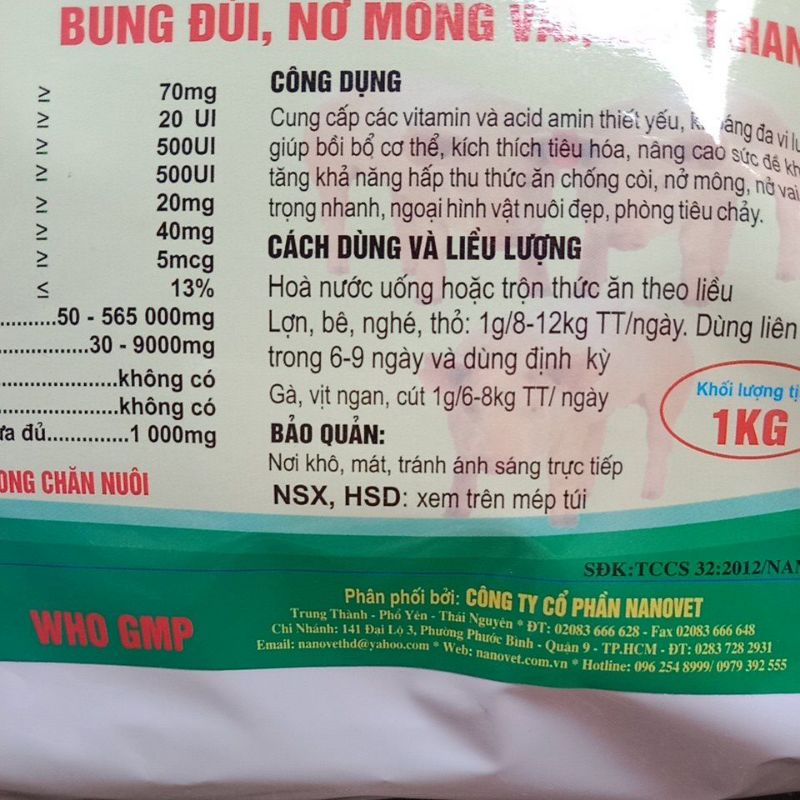 BUNG ĐÙI, NỞ MÔNG VAI,
≥ 70mg
≥ 20 UI
≥ 500UI
≥ 500UI
≥ 20mg
≥ 40mg
≥ 5mcg
≤ 13%
...........50 - 565 000mg
................30 - 9000mg
.....................không có
.....................không có
đủ..............1 000mg
CHĂN NUÔI
CÔNG DỤNG
Cung cấp các vitamin và acid amin thiết yếu, khoáng đa vi
giúp bồi bổ cơ thể, kích thích tiêu hóa, nâng cao sức đề
tăng khả năng hấp thu thức ăn chống còi, nở mông, nở vai
trọng nhanh, ngoại hình vật nuôi đẹp, phòng tiêu chảy.
CÁCH DÙNG VÀ LIỀU LƯỢNG
Hoà nước uống hoặc trộn thức ăn theo liều
Lợn, bê, nghé, thỏ: 1g/8-12kg TT/ngày. Dùng liên
trong 6-9 ngày và dùng định kỳ
Gà, vịt ngan, cút 1g/6-8kg TT/ ngày
Khối lượng
1KG
BẢO QUẢN:
Nơi khô, mát, tránh ánh sáng trực tiếp
NSX, HSD: xem trên mép túi
SĐK:TCCS 32:2012/
WHO GMP
Phân phối bởi: CÔNG TY CỔ PHẦN NANOVET
Trung Thành - Phổ Yên - Thái Nguyên * ĐT: 02083 666 628 - Fax 02083 666 648
Chi Nhánh: 141 Đại Lộ 3, Phường Phước Bình - Quận 9 - TP.HCM - ĐT: 0283 728 2931
Email: nanovethd@yahoo.com * Web: nanovet.com.vn * Hotline: 096 254 8999/ 0979 392 555